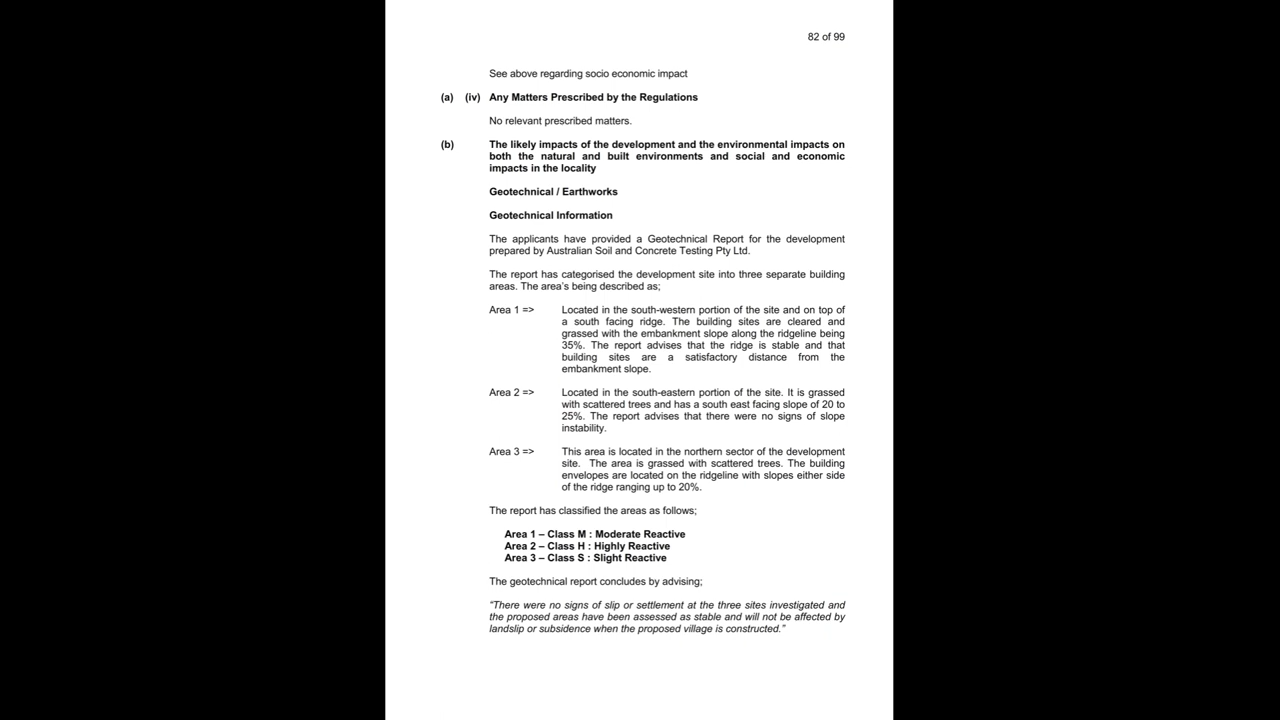 82 of 99
See above regarding socio economic impact
(a) (iv) Any Matters Prescribed by the Regulations
No relevant prescribed matters.
(b) The likely impacts of the development and the environmental impacts on
both the natural and built environments and social and economic
impacts in the locality
Geotechnical / Earthworks
Geotechnical Information
The applicants have provided a Geotechnical Report for the development
prepared by Australian Soil and Concrete Testing Pty Ltd.
The report has categorised the development site into three separate building
areas. The area's being described as;
Area 1 => Located in the south-western portion of the site and on top of
a south facing ridge. The building sites are cleared and
grassed with the embankment slope along the ridgeline being
35%. The report advises that the ridge is stable and that
building sites are a satisfactory distance from the
embankment slope.
Area 2 => Located in the south-eastern portion of the site. It is grassed
with scattered trees and has a south east facing slope of 20 to
25%. The report advises that there were no signs of slope
instability.
Area 3 => This area is located in the northern sector of the development
site. The area is grassed with scattered trees. The building
envelopes are located on the ridgeline with slopes either side
of the ridge ranging up to 20%.
The report has classified the areas as follows;
Area 1 – Class M : Moderate Reactive
Area 2 – Class H : Highly Reactive
Area 3 – Class S : Slight Reactive
The geotechnical report concludes by advising;
“There were no signs of slip or settlement at the three sites investigated and
the proposed areas have been assessed as stable and will not be affected by
landslip or subsidence when the proposed village is constructed.”